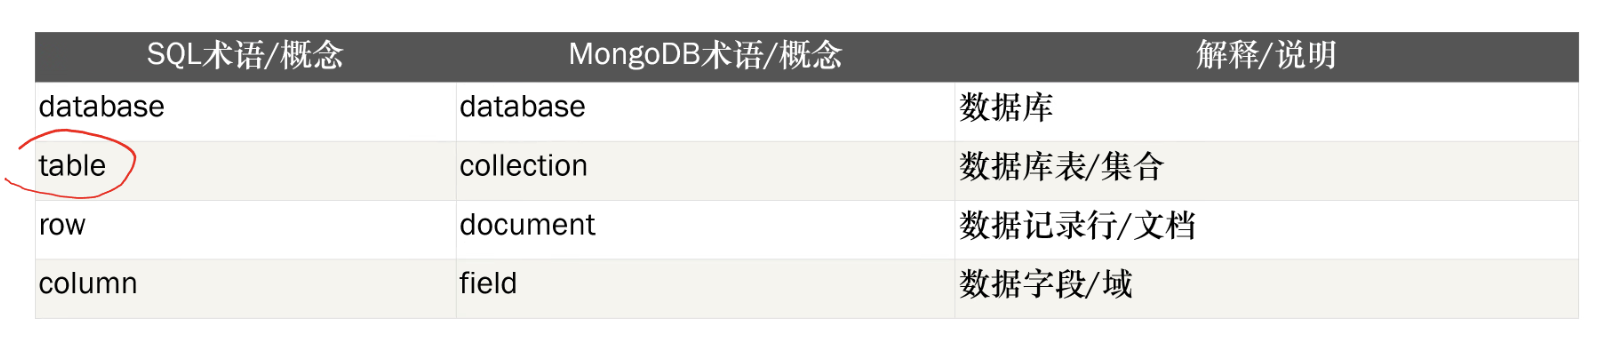 SQL术语/概念 MongoDB术语/概念 解释/说明
database database 数据库
table collection 数据库表/集合
row document 数据记录行/文档
column field 数据字段/域